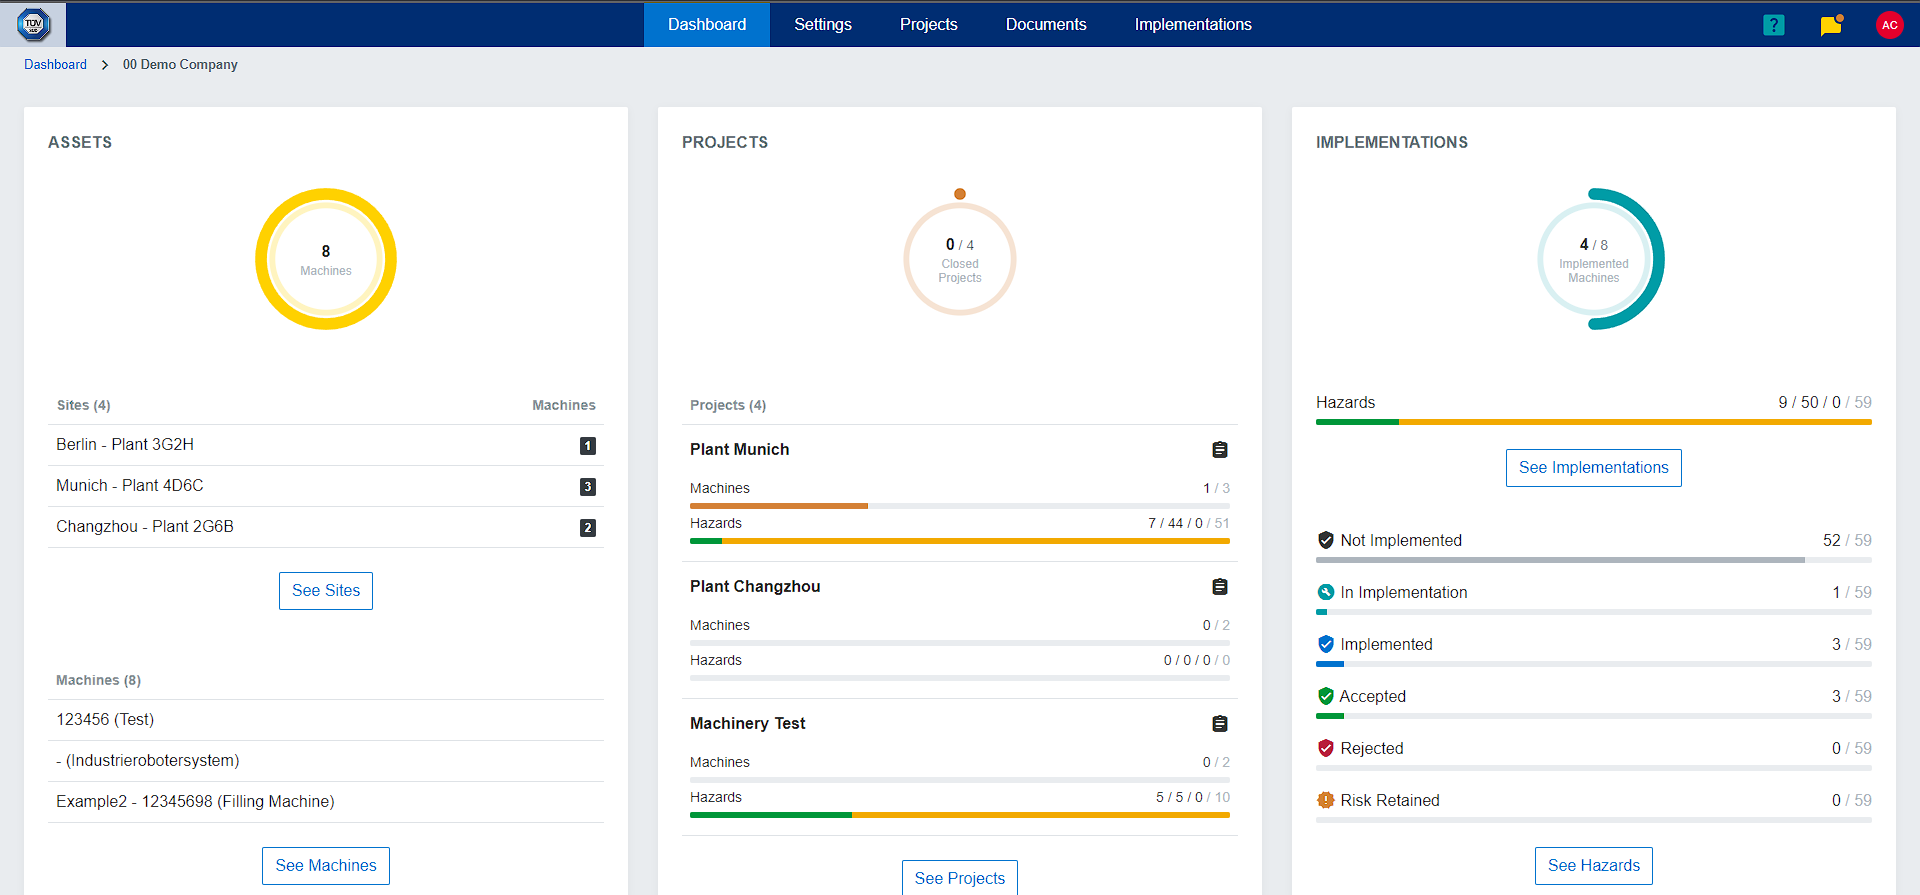 TÜV
SÜD
Dashboard
Settings
Projects
Documents
Implementations
?
AC
Dashboard > 00 Demo Company
ASSETS
8
Machines
Sites (4) Machines
Berlin - Plant 3G2H 1
Munich - Plant 4D6C 3
Changzhou - Plant 2G6B 2
See Sites
Machines (8)
123456 (Test)
- (Industrierobotersystem)
Example2 - 12345698 (Filling Machine)
See Machines
PROJECTS
0 / 4
Closed
Projects
Projects (4)
Plant Munich
Machines 1 / 3
Hazards 7 / 44 / 0 / 51
Plant Changzhou
Machines 0 / 2
Hazards 0 / 0 / 0 / 0
Machinery Test
Machines 0 / 2
Hazards 5 / 5 / 0 / 10
See Projects
IMPLEMENTATIONS
4 / 8
Implemented
Machines
Hazards 9 / 50 / 0 / 59
See Implementations
Not Implemented 52 / 59
In Implementation 1 / 59
Implemented 3 / 59
Accepted 3 / 59
Rejected 0 / 59
Risk Retained 0 / 59
See Hazards